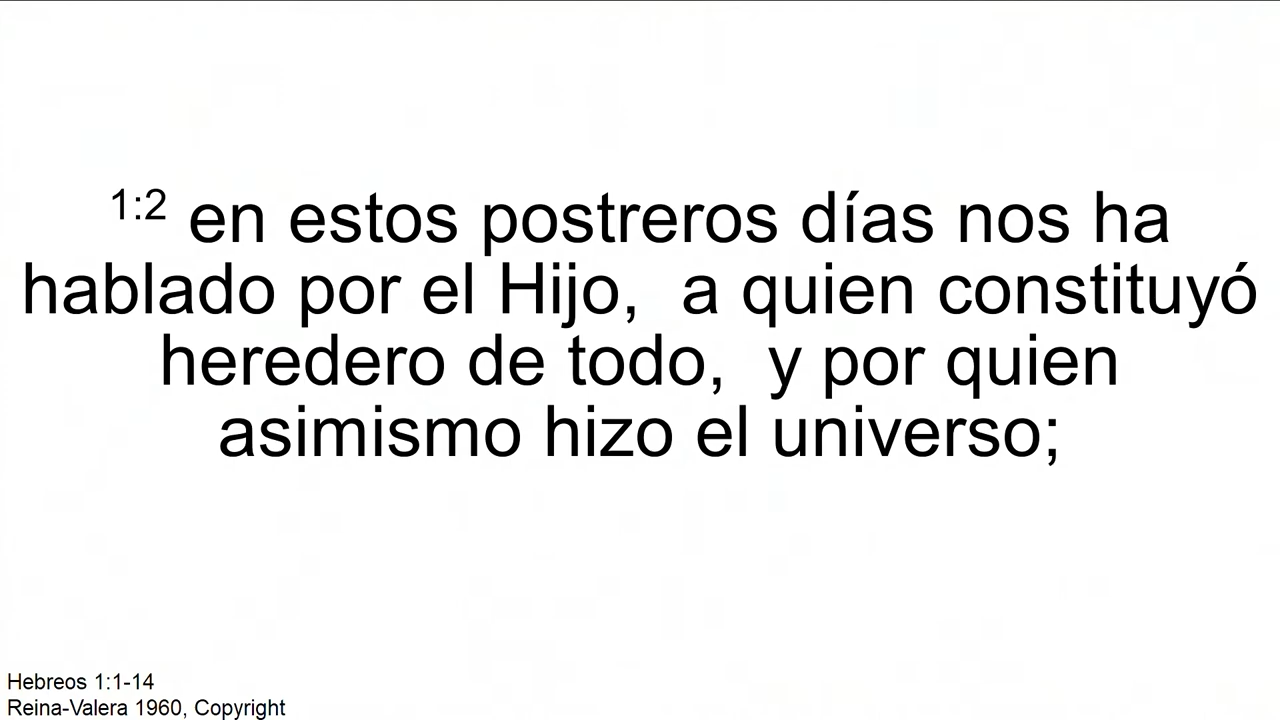 1:2 en estos postreros días nos ha
hablado por el Hijo,  a quien constituyó
heredero de todo,  y por quien
asimismo hizo el universo;
Hebreos 1:1-14
Reina-Valera 1960, Copyright